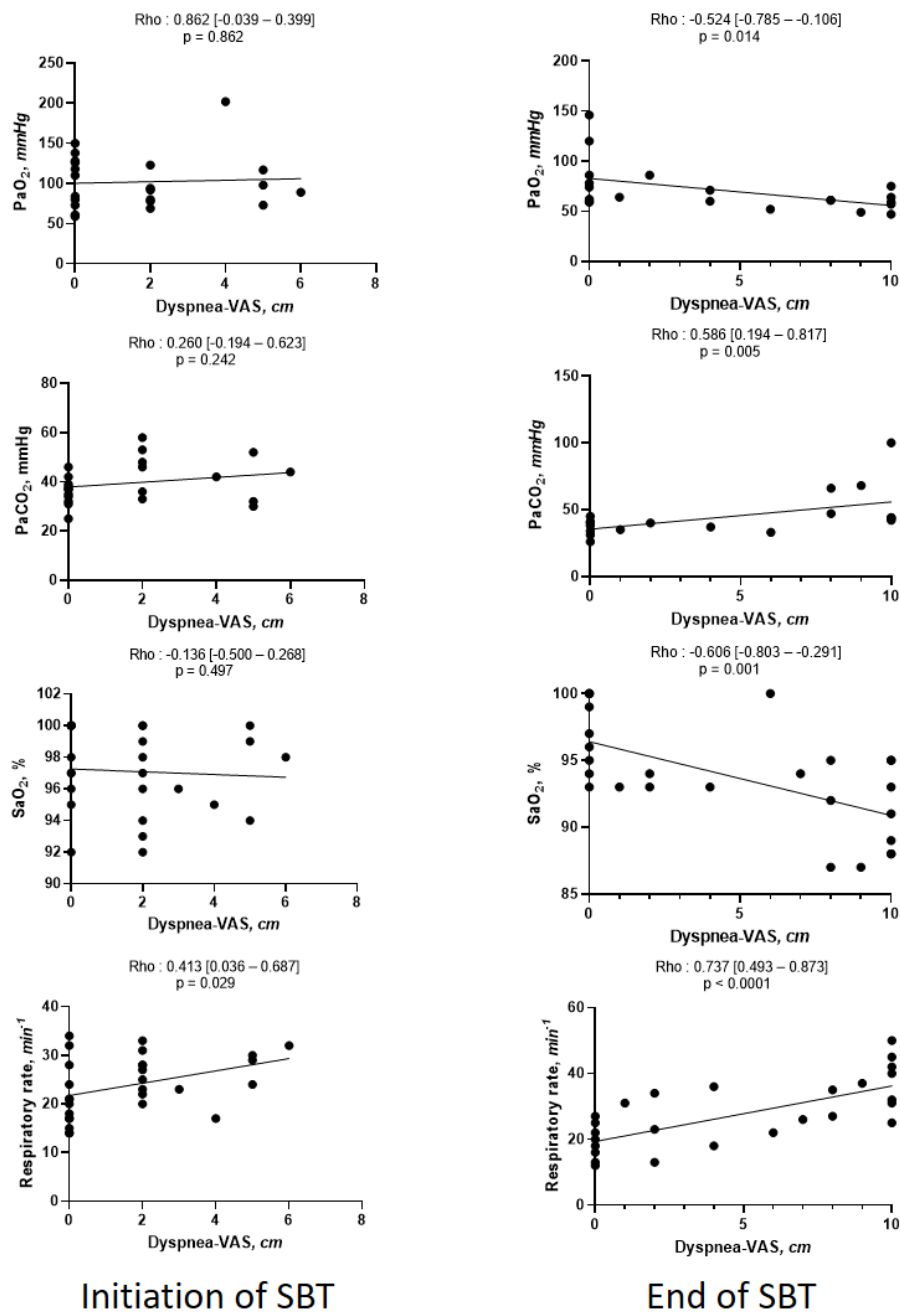 Rho : 0.862 [-0.039 – 0.399]
p = 0.862
250
200
150
100
50
0
PaO2, mmHg
0 2 4 6 8
Dyspnea-VAS, cm
Rho : -0.524 [-0.785 – -0.106]
p = 0.014
200
150
100
50
0
PaO2, mmHg
0 5 10
Dyspnea-VAS, cm
Rho : 0.260 [-0.194 – 0.623]
p = 0.242
80
60
40
20
0
PaCO2, mmHg
0 2 4 6 8
Dyspnea-VAS, cm
Rho : 0.586 [0.194 – 0.817]
p = 0.005
150
100
50
0
PaCO2, mmHg
0 5 10
Dyspnea-VAS, cm
Rho : -0.136 [-0.500 – 0.268]
p = 0.497
102
100
98
96
94
92
90
SaO2, %
0 2 4 6 8
Dyspnea-VAS, cm
Rho : -0.606 [-0.803 – -0.291]
p = 0.001
100
95
90
85
SaO2, %
0 5 10
Dyspnea-VAS, cm
Rho : 0.413 [0.036 – 0.687]
p = 0.029
40
30
20
10
0
Respiratory rate, min-1
0 2 4 6 8
Dyspnea-VAS, cm
Rho : 0.737 [0.493 – 0.873]
p < 0.0001
60
40
20
0
Respiratory rate, min-1
0 5 10
Dyspnea-VAS, cm
Initiation of SBT
End of SBT